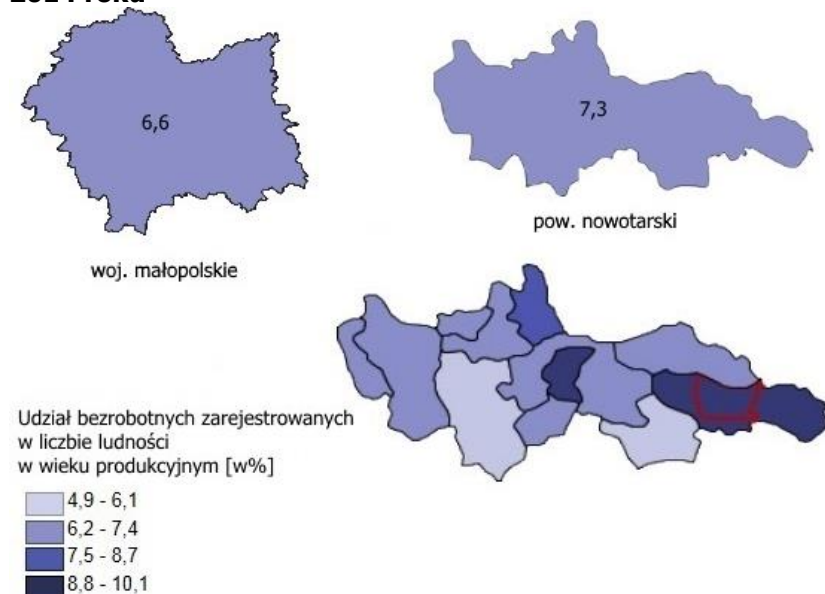 6,6
7,3
pow. nowotarski
woj. małopolskie
Udział bezrobotnych zarejestrowanych
w liczbie ludności
w wieku produkcyjnym [w%]
4,9 - 6,1
6,2 - 7,4
7,5 - 8,7
8,8 - 10,1